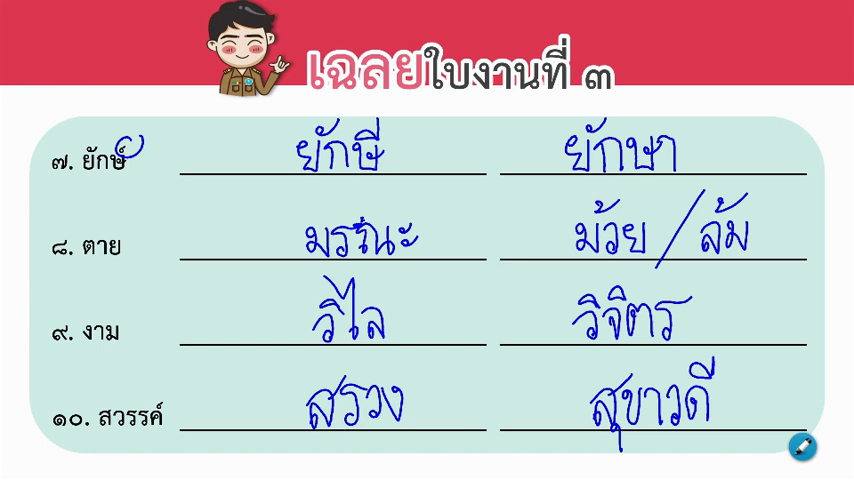 เฉลยใบงานที่ ๓
๗. ยักษ์ ยักษี ยักษา
๘. ตาย มรณะ ม้วย / ล้ม
๙. งาม วิไล วิจิตร
๑๐. สวรรค์ สรวง สุขาวดี